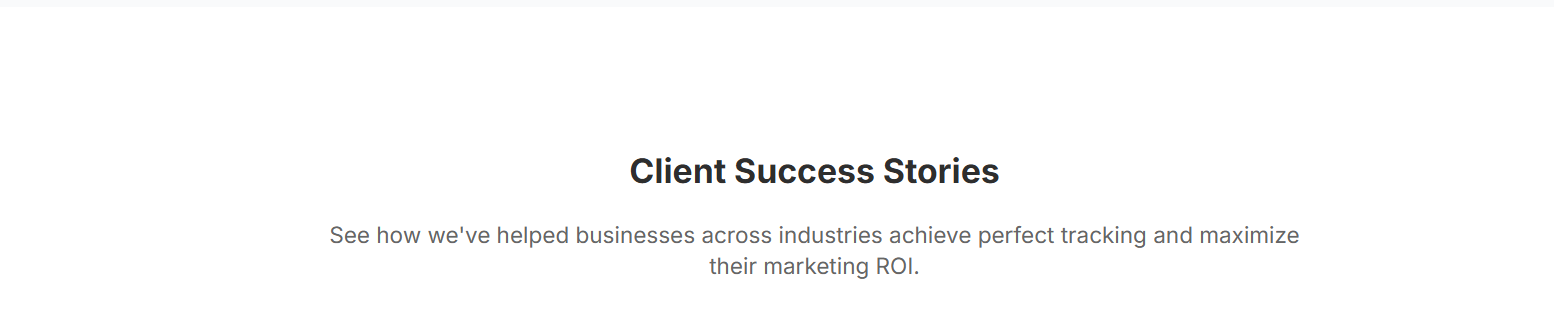 Client Success Stories
See how we've helped businesses across industries achieve perfect tracking and maximize
their marketing ROI.